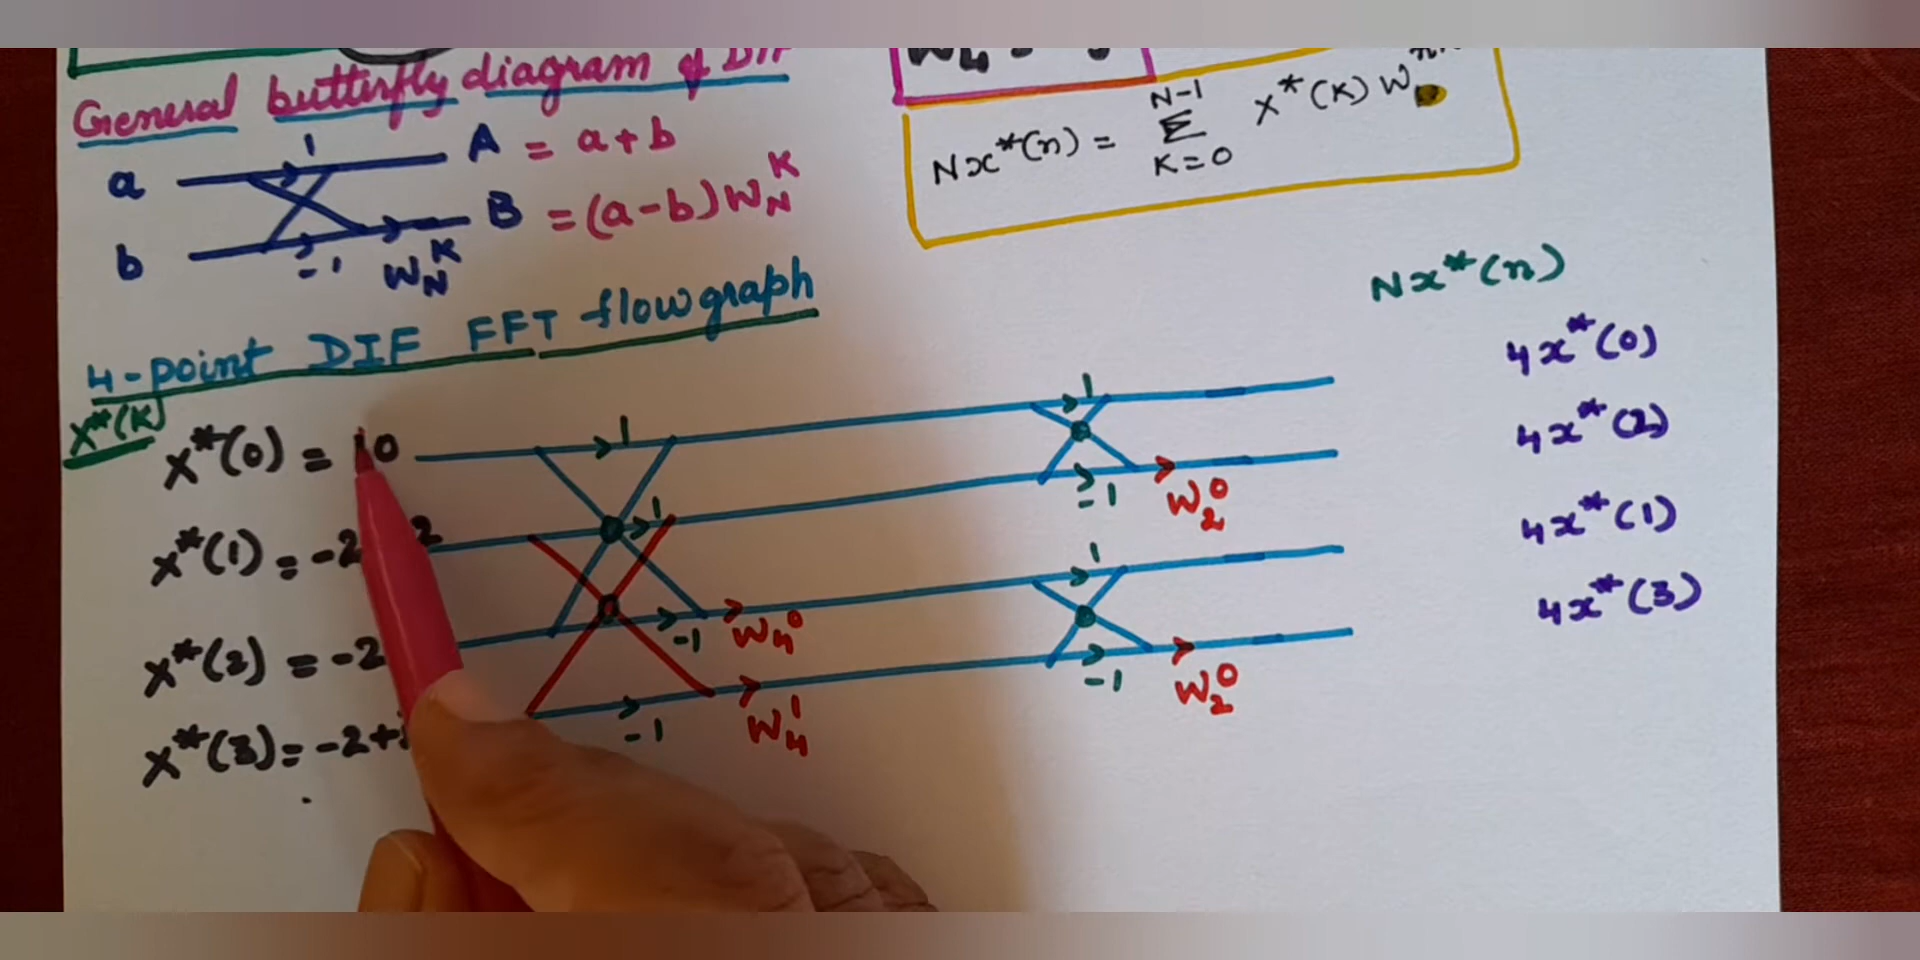 General butterfly diagram of DIF
a 1 A = a+b
b -1 W_N^K B = (a-b)W_N^K
Nx*(n) = Σ_{K=0}^{N-1} X*(K) W
4-point DIF FFT flowgraph
Nx*(n)
X*(K)
X*(0) = 10
1
1
4x*(0)
X*(1) = -2
2
1
-1
W_2^0
4x*(2)
X*(2) = -2
-1
W_4^0
1
4x*(1)
X*(3) = -2+
-1
W_4^1
-1
W_2^0
4x*(3)